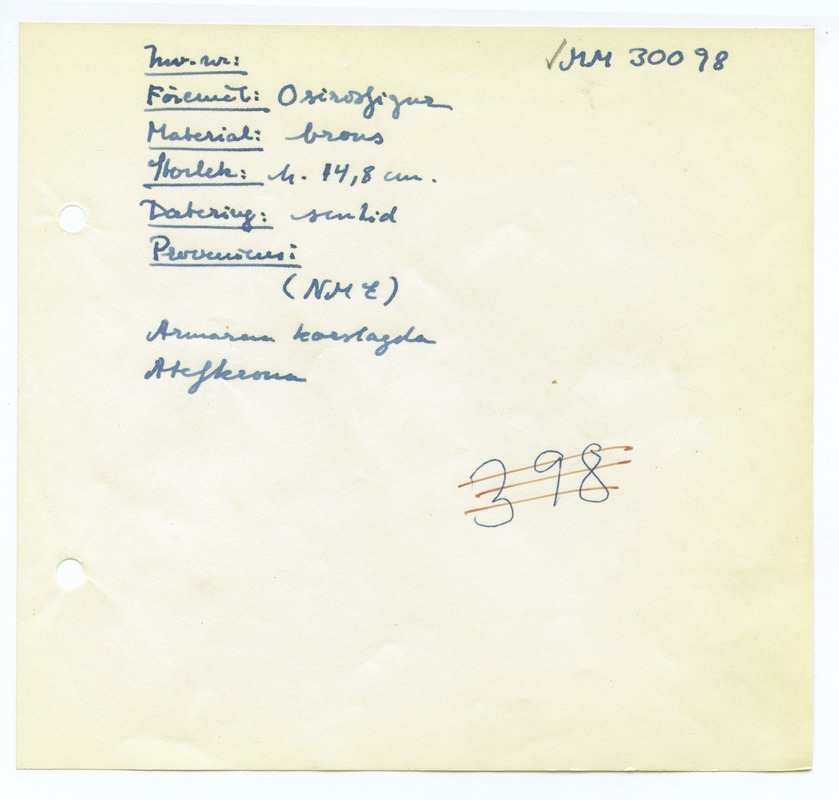 Inv.nr: √MM 30098
Föremål: Osirosfigur
Material: brons
Storlek: h. 14,8 cm.
Datering: sentid
Proveniens:
(NME)
Armarna korslagda
Atefkrona
398